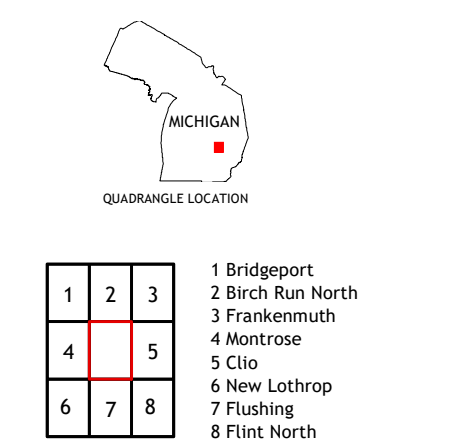 MICHIGAN
QUADRANGLE LOCATION
1 2 3
4 5
6 7 8
1 Bridgeport
2 Birch Run North
3 Frankenmuth
4 Montrose
5 Clio
6 New Lothrop
7 Flushing
8 Flint North